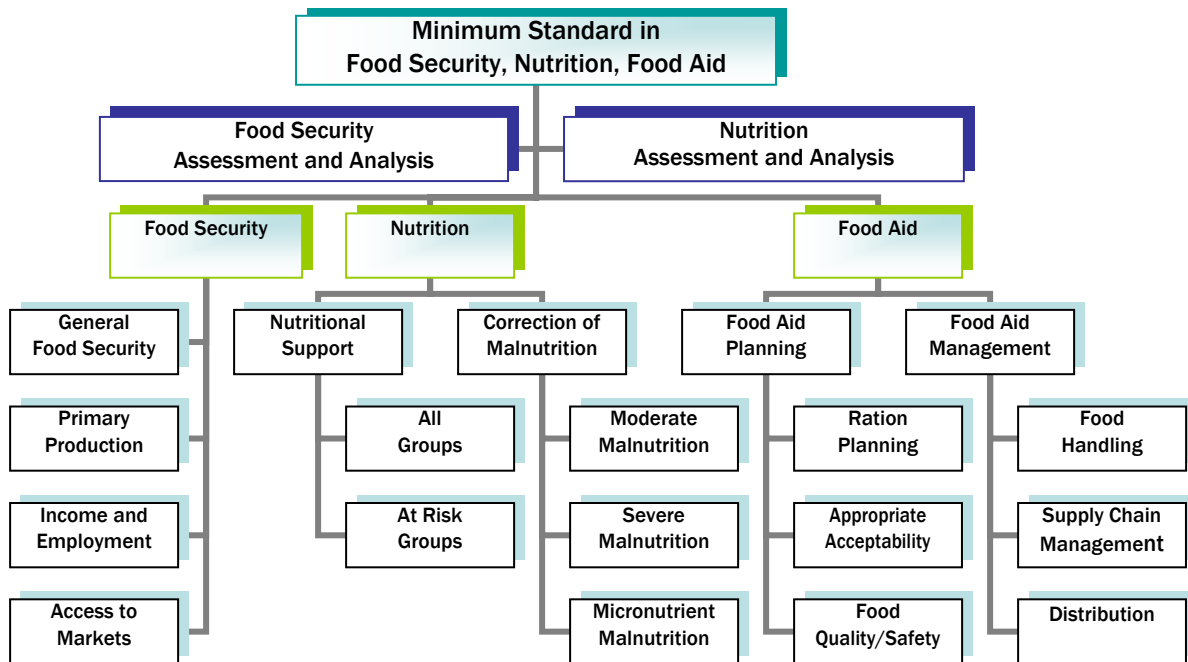 Minimum Standard in
Food Security, Nutrition, Food Aid
Food Security
Assessment and Analysis
Nutrition
Assessment and Analysis
Food Security
Nutrition
Food Aid
General
Food Security
Nutritional
Support
Correction of
Malnutrition
Food Aid
Planning
Food Aid
Management
Primary
Production
All
Groups
Moderate
Malnutrition
Ration
Planning
Food
Handling
Income and
Employment
At Risk
Groups
Severe
Malnutrition
Appropriate
Acceptability
Supply Chain
Management
Access to
Markets
Micronutrient
Malnutrition
Food
Quality/Safety
Distribution